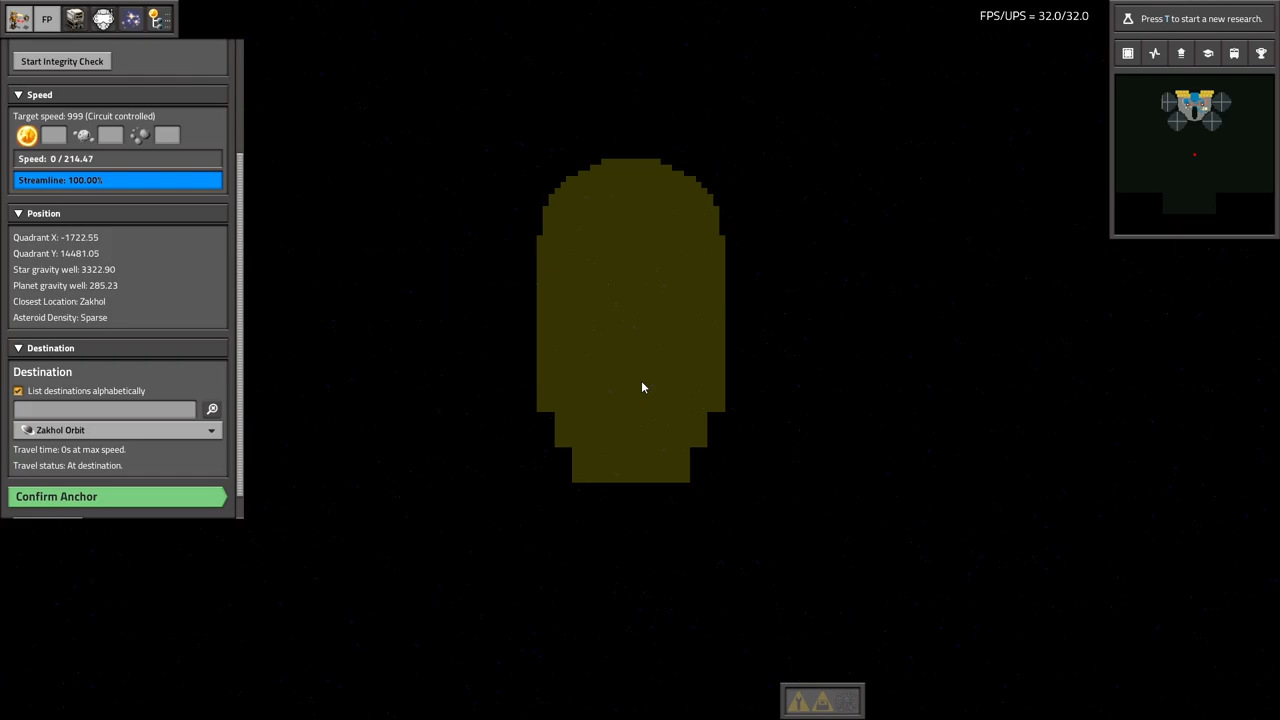 FP
FPS/UPS = 32.0/32.0
Press T to start a new research.
Start Integrity Check
Speed
Target speed: 999 (Circuit controlled)
Speed: 0 / 214.47
Streamline: 100.00%
Position
Quadrant X: -1722.55
Quadrant Y: 14481.05
Star gravity well: 3322.90
Planet gravity well: 285.23
Closest Location: Zakhol
Asteroid Density: Sparse
Destination
Destination
List destinations alphabetically
Zakhol Orbit
Travel time: 0s at max speed.
Travel status: At destination.
Confirm Anchor